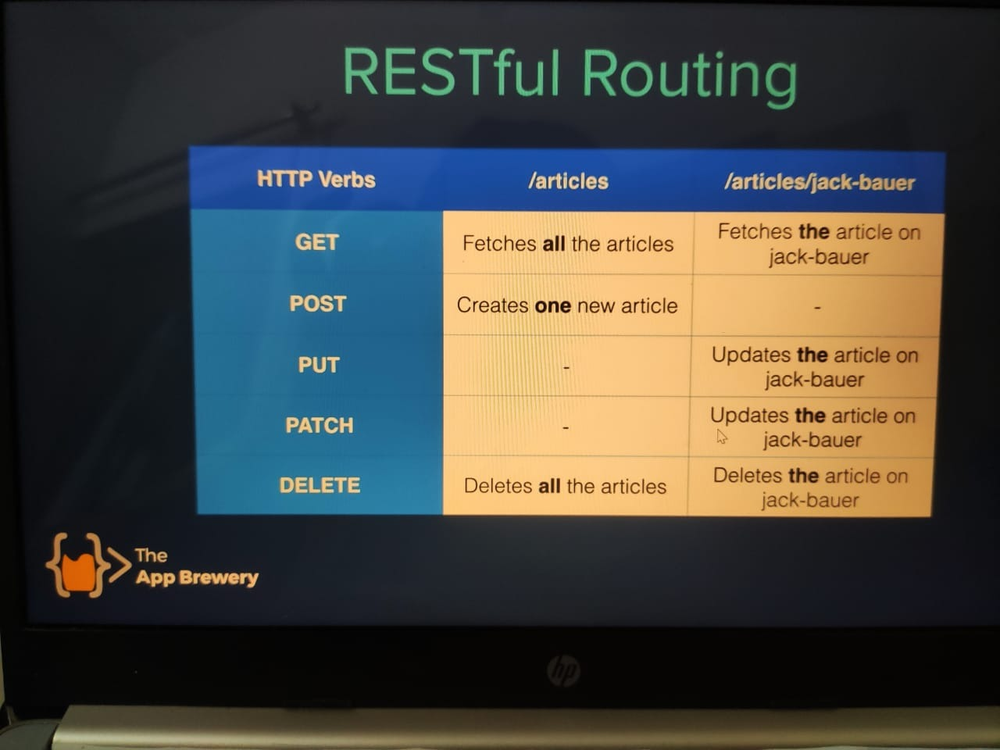 RESTful Routing
HTTP Verbs
/articles
/articles/jack-bauer
GET
Fetches all the articles
Fetches the article on
jack-bauer
POST
Creates one new article
-
PUT
-
Updates the article on
jack-bauer
PATCH
-
Updates the article on
jack-bauer
DELETE
Deletes all the articles
Deletes the article on
jack-bauer
The
App Brewery
hp